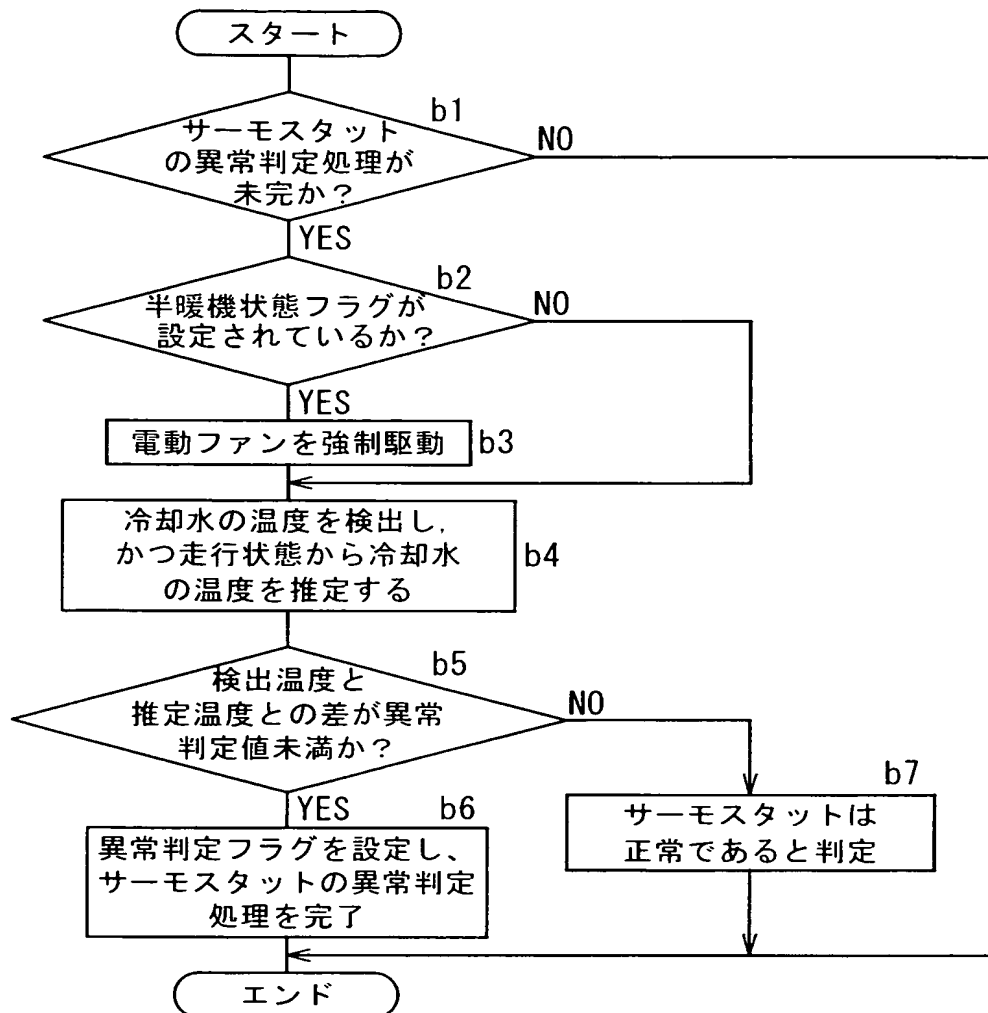 スタート
b1
サーモスタット
の異常判定処理が
未完か?
NO
YES
b2
半暖機状態フラグが
設定されているか?
NO
YES
電動ファンを強制駆動
b3
冷却水の温度を検出し,
かつ走行状態から冷却水
の温度を推定する
b4
b5
検出温度と
推定温度との差が異常
判定値未満か?
NO
YES
b6
異常判定フラグを設定し、
サーモスタットの異常判定
処理を完了
b7
サーモスタットは
正常であると判定
エンド